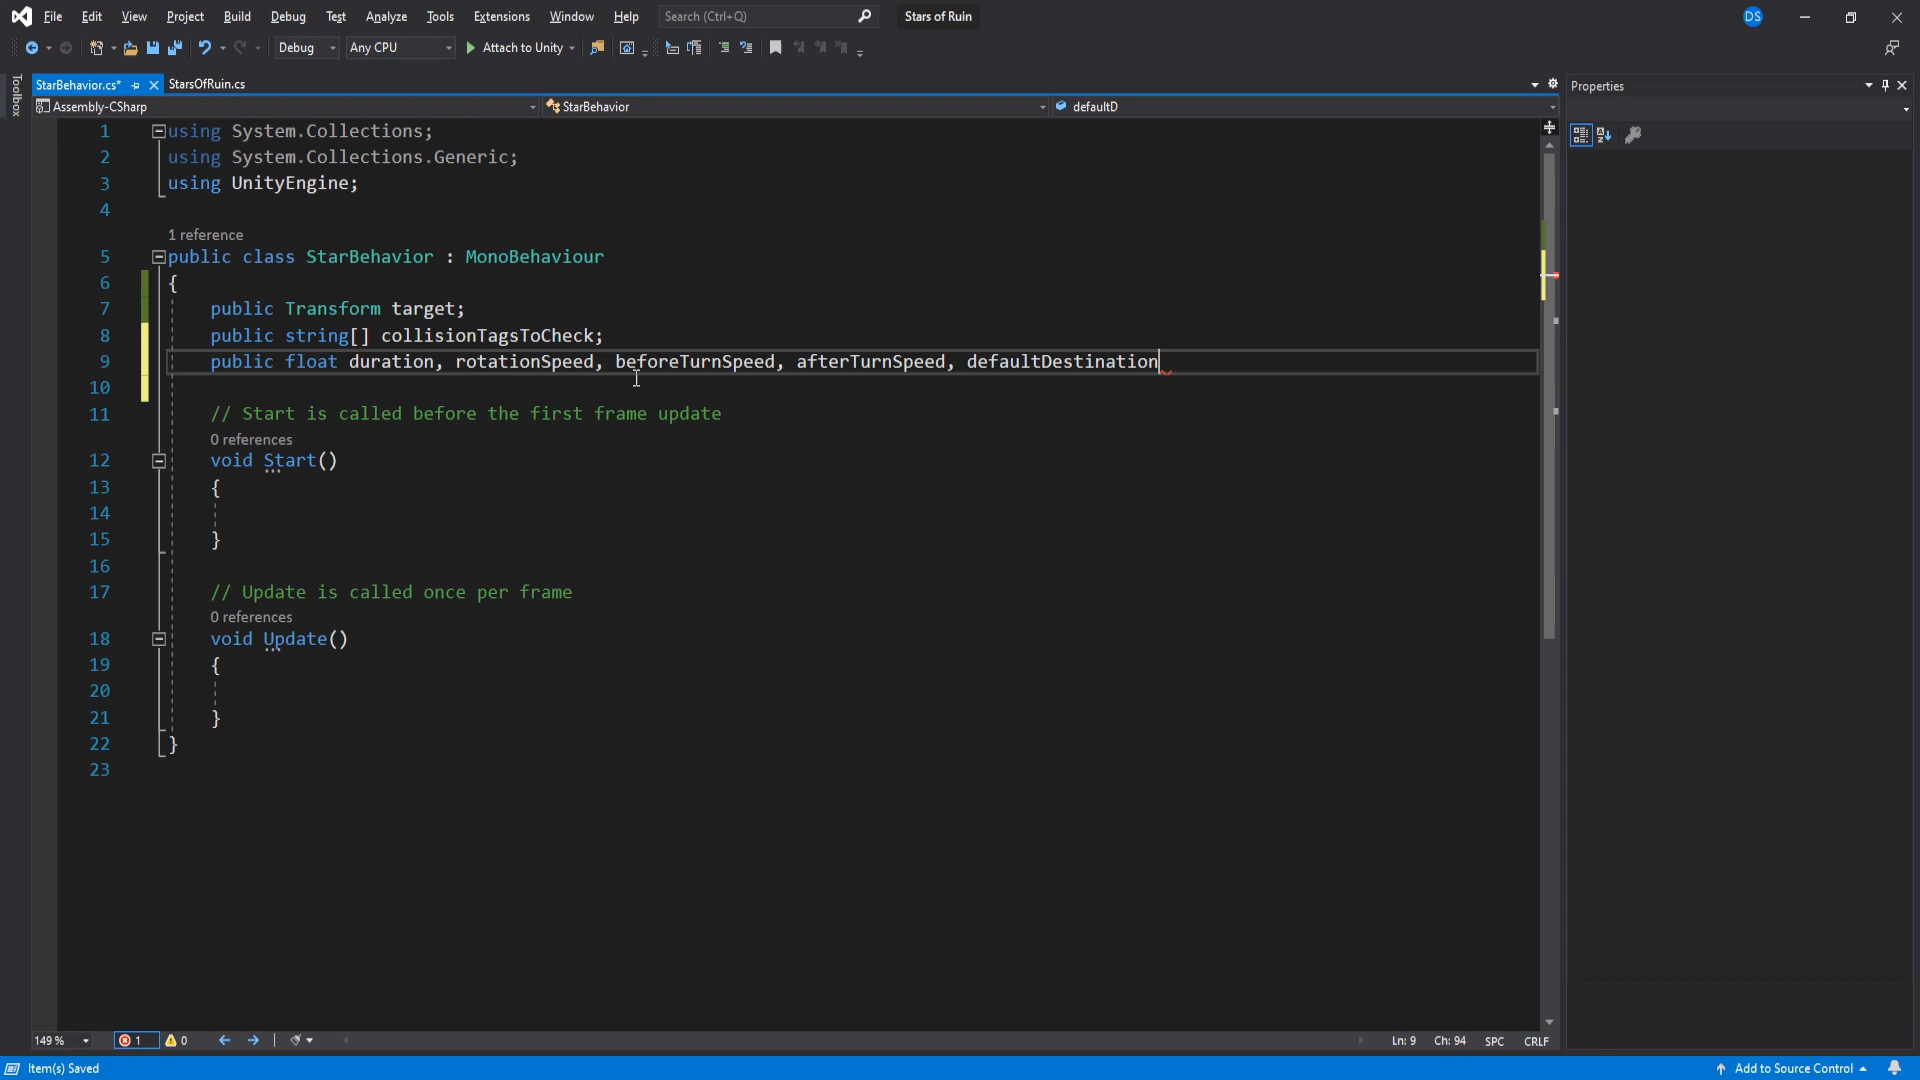 File Edit View Project Build Debug Test Analyze Tools Extensions Window Help Search (Ctrl+Q) Stars of Ruin DS
Debug Any CPU Attach to Unity
Toolbox
StarBehavior.cs* StarsOfRuin.cs
Properties
Assembly-CSharp StarBehavior defaultD
1 using System.Collections;
2 using System.Collections.Generic;
3 using UnityEngine;
4
1 reference
5 public class StarBehavior : MonoBehaviour
6 {
7 public Transform target;
8 public string[] collisionTagsToCheck;
9 public float duration, rotationSpeed, beforeTurnSpeed, afterTurnSpeed, defaultDestination
10
11 // Start is called before the first frame update
0 references
12 void Start()
13 {
14
15 }
16
17 // Update is called once per frame
0 references
18 void Update()
19 {
20
21 }
22 }
23
149 % 1 0 Ln: 9 Ch: 94 SPC CRLF
Item(s) Saved Add to Source Control